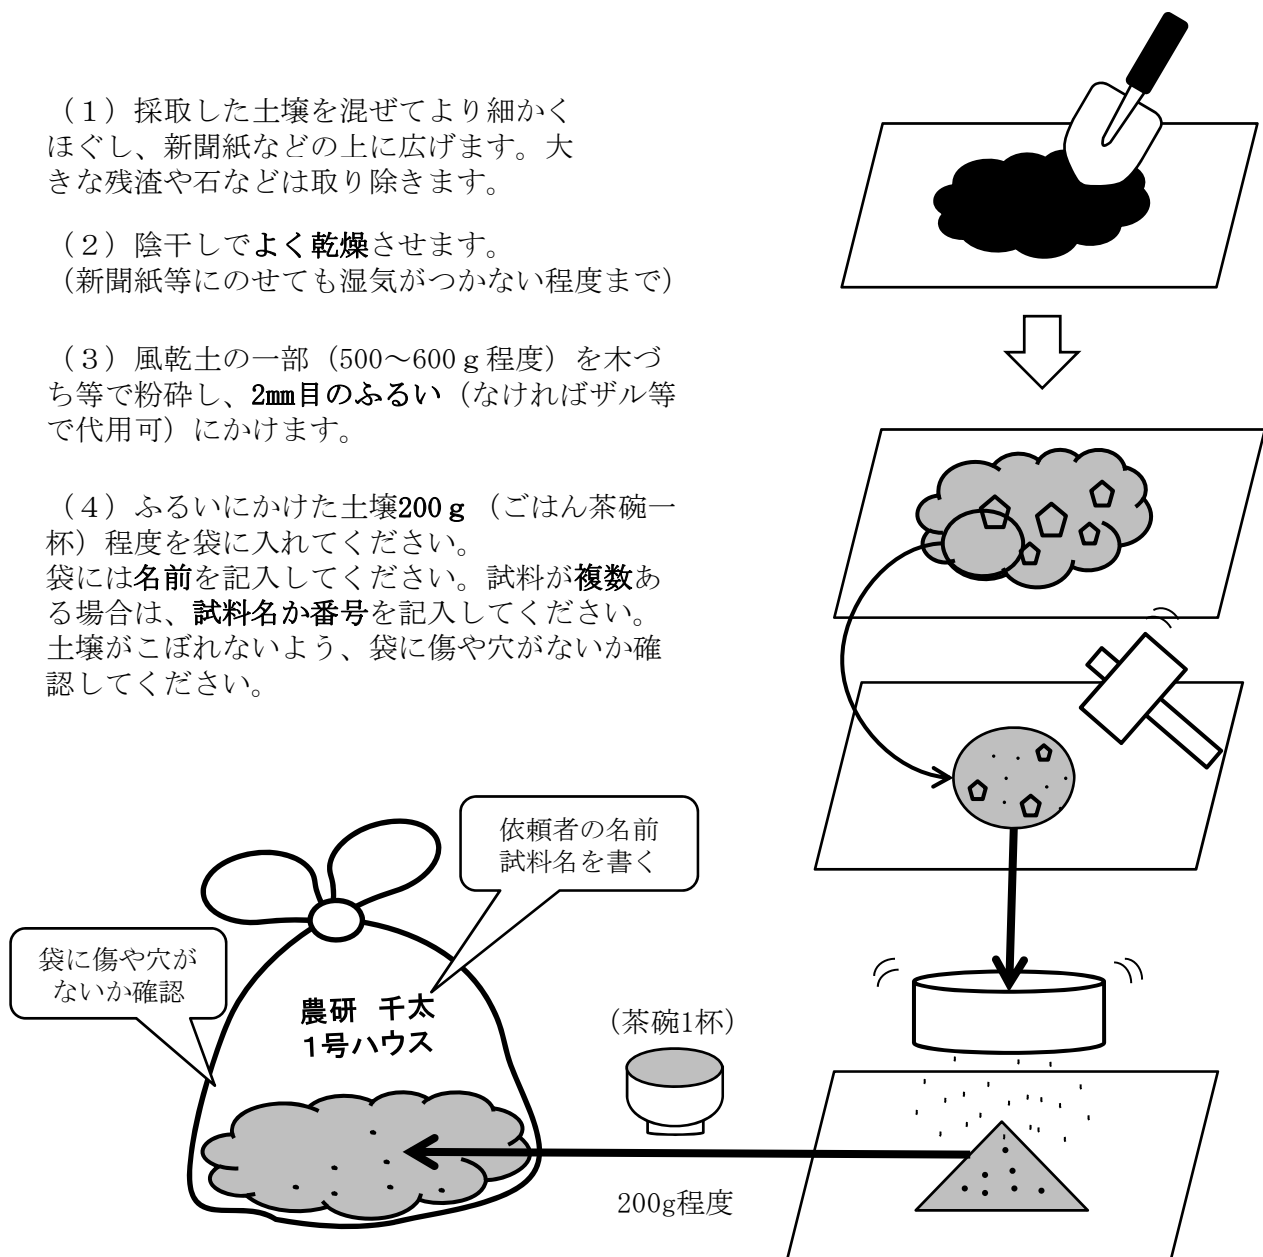 （１）採取した土壌を混ぜてより細かく
ほぐし、新聞紙などの上に広げます。大
きな残渣や石などは取り除きます。
（２）陰干しでよく乾燥させます。
（新聞紙等にのせても湿気がつかない程度まで）
（３）風乾土の一部（500～600ｇ程度）を木づ
ち等で粉砕し、2㎜目のふるい（なければザル等
で代用可）にかけます。
（４）ふるいにかけた土壌200ｇ（ごはん茶碗一
杯）程度を袋に入れてください。
袋には名前を記入してください。試料が複数あ
る場合は、試料名か番号を記入してください。
土壌がこぼれないよう、袋に傷や穴がないか確
認してください。
依頼者の名前
試料名を書く
袋に傷や穴が
ないか確認
農研　千太
1号ハウス
（茶碗1杯）
200g程度